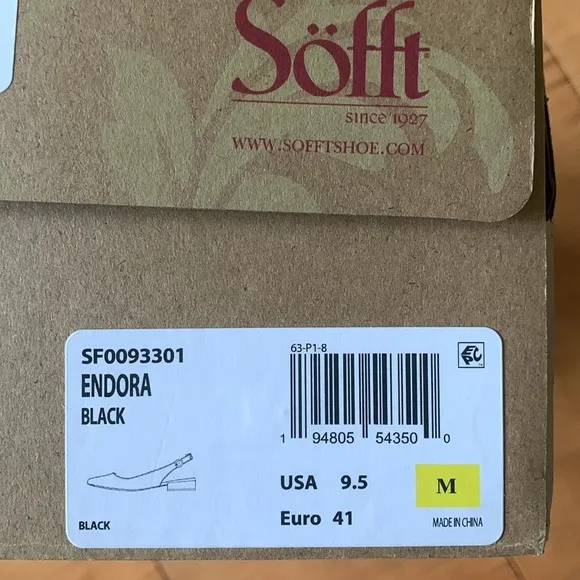 Söfft
since 1927
WWW.SOFFTSHOE.COM
SF0093301
ENDORA
BLACK
63-P1-8
1 94805 54350 0
EPC
USA 9.5
M
Euro 41
BLACK
MADE IN CHINA